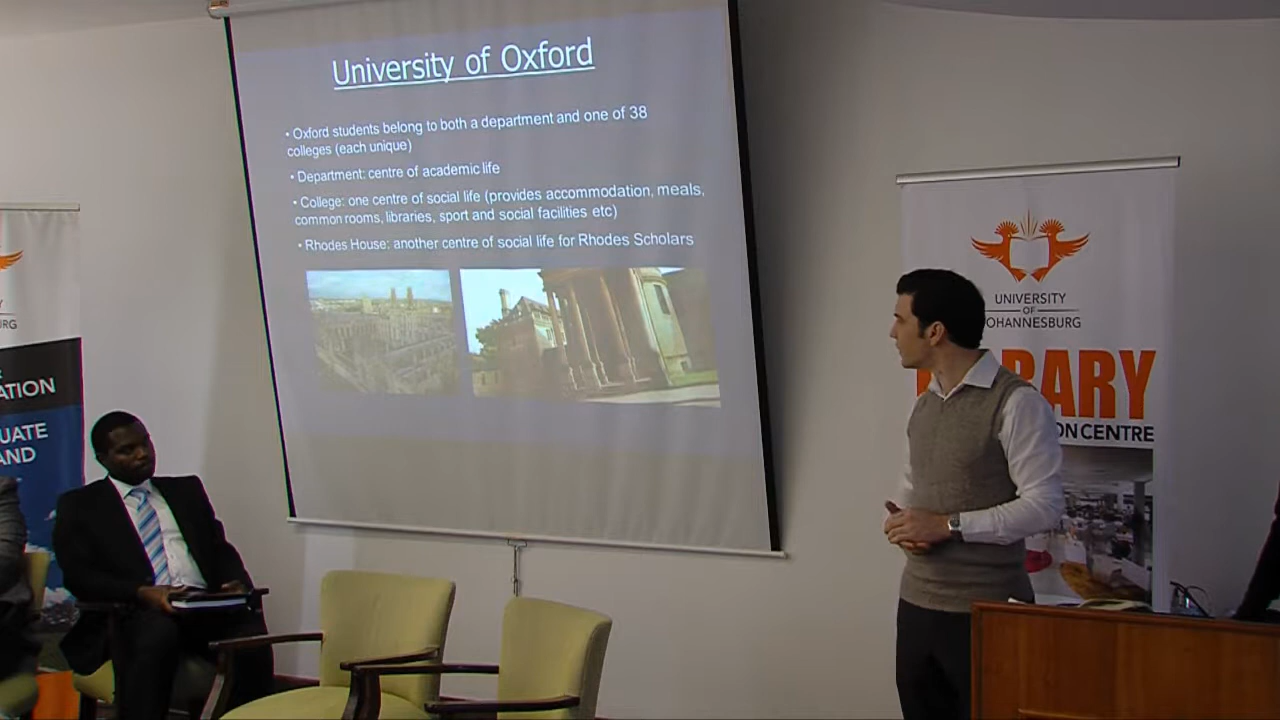 University of Oxford
• Oxford students belong to both a department and one of 38
colleges (each unique)
• Department: centre of academic life
• College: one centre of social life (provides accommodation, meals,
common rooms, libraries, sport and social facilities etc)
• Rhodes House: another centre of social life for Rhodes Scholars
UNIVERSITY
OF
OHANNESBURG
RARY
ON CENTRE
Y
RG
ATION
UATE
AND